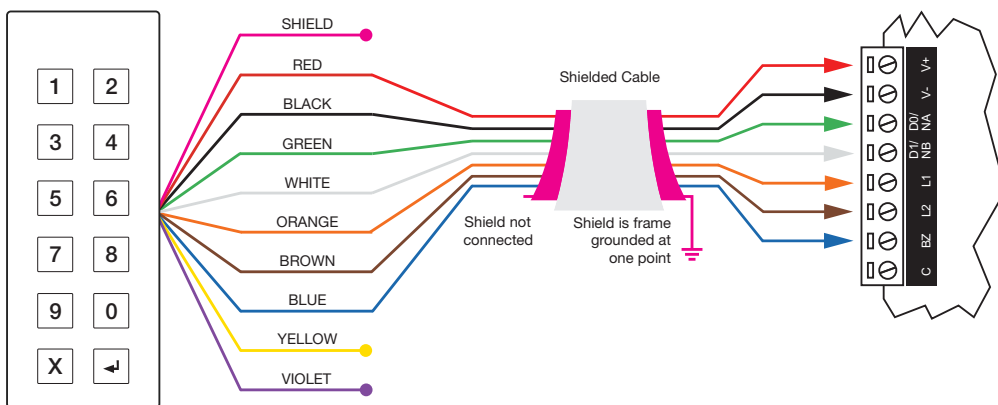 1 2
3 4
5 6
7 8
9 0
X ↵
SHIELD
RED
BLACK
GREEN
WHITE
ORANGE
BROWN
BLUE
YELLOW
VIOLET
Shielded Cable
Shield not
connected
Shield is frame
grounded at
one point
V+
V-
D0/
NA
D1/
NB
L1
L2
BZ
C